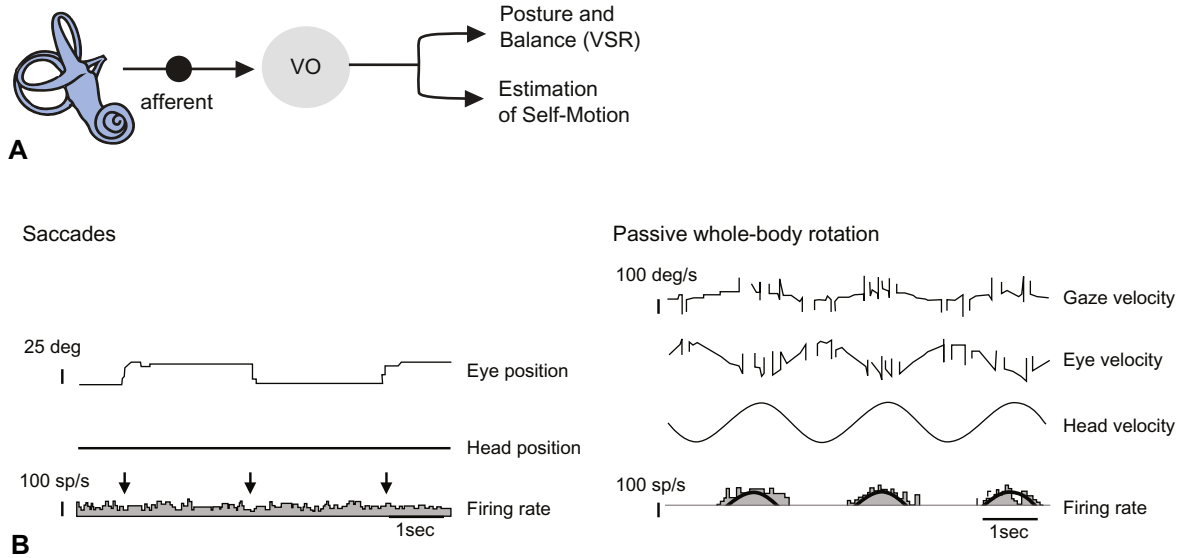 Posture and
Balance (VSR)
VO
afferent
Estimation
of Self-Motion
A
Saccades
25 deg
Eye position
Head position
100 sp/s
Firing rate
1sec
Passive whole-body rotation
100 deg/s
Gaze velocity
Eye velocity
Head velocity
100 sp/s
Firing rate
1sec
B